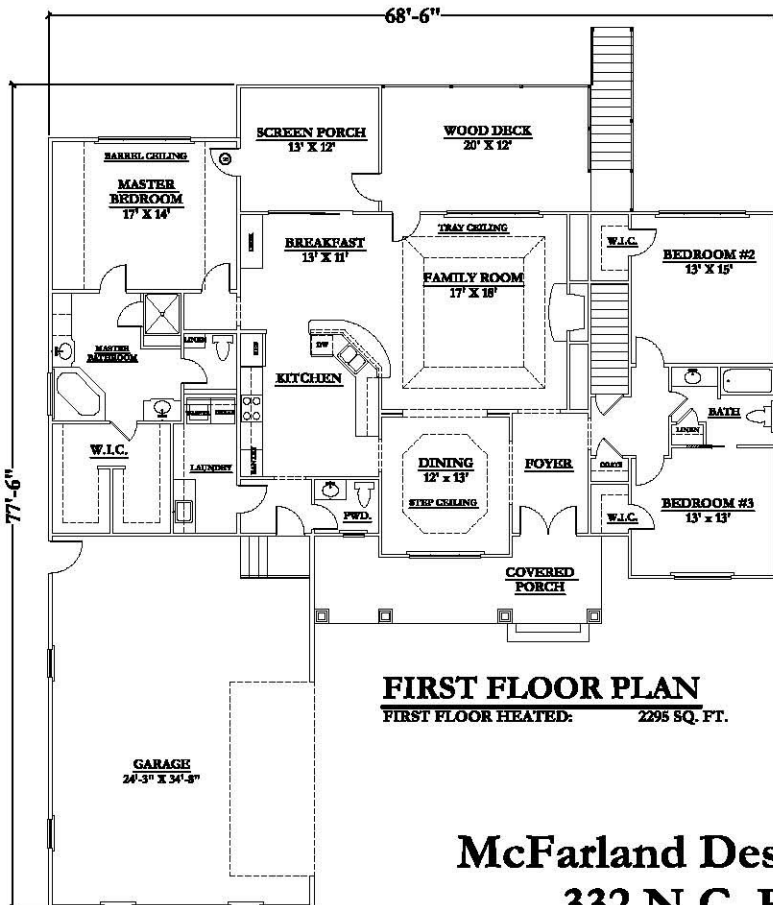 68'-6"
77'-6"
SCREEN PORCH
13' X 12'
WOOD DECK
20' X 12'
BARREL CEILING
MASTER
BEDROOM
17' X 14'
BREAKFAST
13' X 11'
TRAY CEILING
FAMILY ROOM
17' X 18'
W.I.C.
BEDROOM #2
13' X 15'
MASTER
BATHROOM
LINEN
DW
KITCHEN
BATH
LINEN
W.I.C.
LAUNDRY
PANTRY
DINING
12' x 13'
STEP CEILING
FOYER
COATS
BEDROOM #3
13' x 13'
W.I.C.
PWD.
COVERED
PORCH
FIRST FLOOR PLAN
FIRST FLOOR HEATED: 2295 SQ. FT.
GARAGE
24'-3" X 34'-8"
McFarland Des
332 N.C.